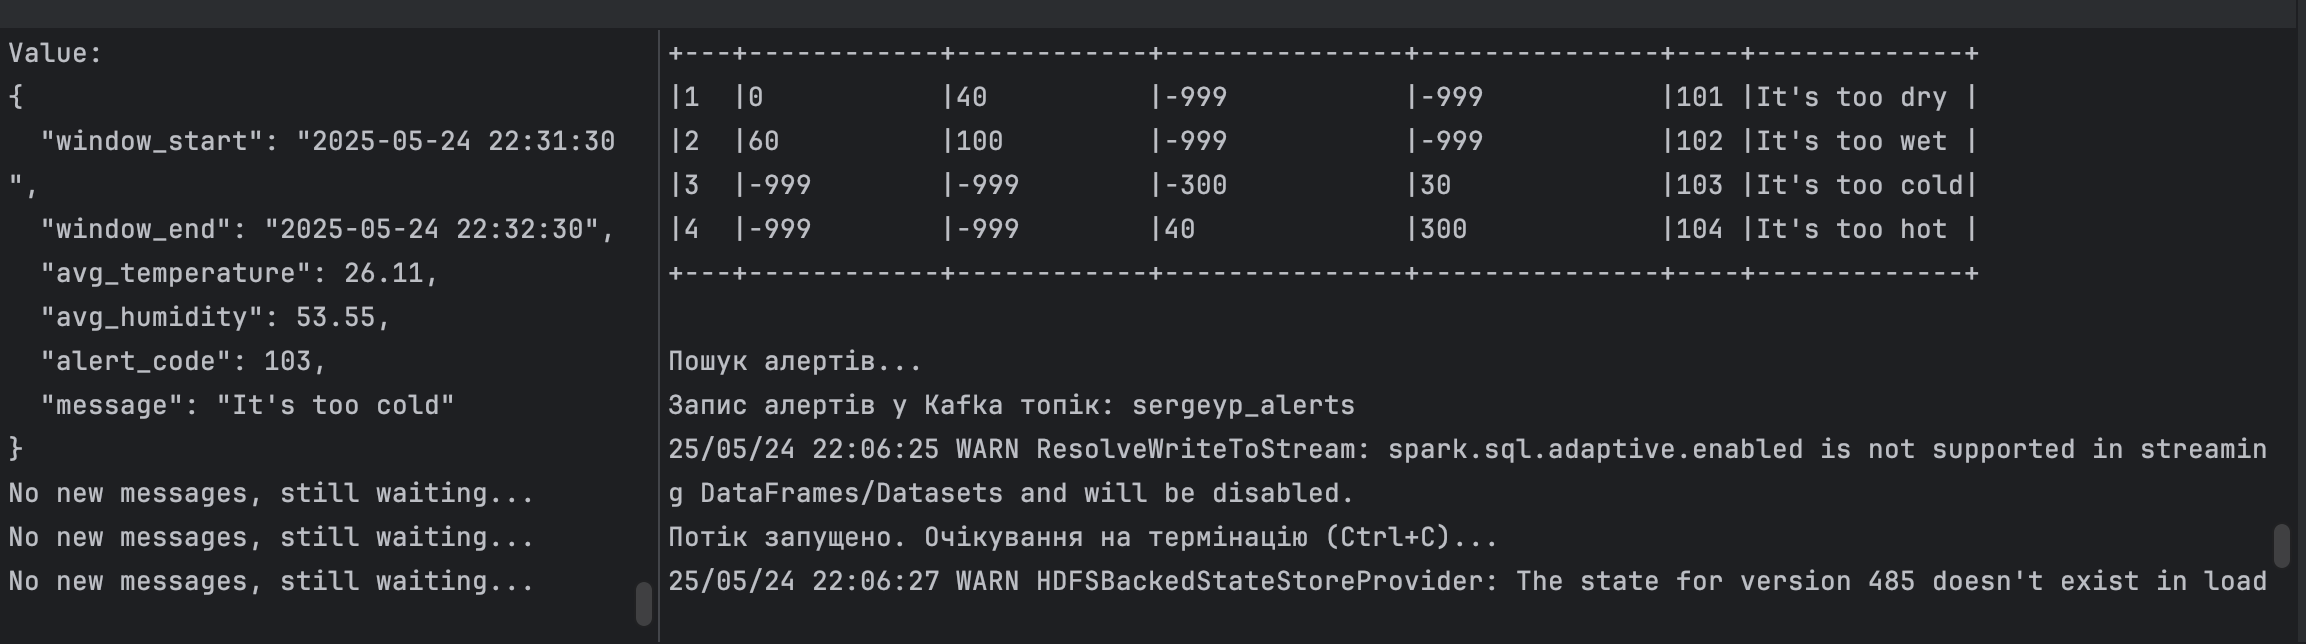 Value:
{
  "window_start": "2025-05-24 22:31:30
",
  "window_end": "2025-05-24 22:32:30",
  "avg_temperature": 26.11,
  "avg_humidity": 53.55,
  "alert_code": 103,
  "message": "It's too cold"
}
No new messages, still waiting...
No new messages, still waiting...
No new messages, still waiting...
+---+------------+------------+---------------+---------------+----+-------------+
|1  |0           |40          |-999           |-999           |101 |It's too dry |
|2  |60          |100         |-999           |-999           |102 |It's too wet |
|3  |-999        |-999        |-300           |30             |103 |It's too cold|
|4  |-999        |-999        |40             |300            |104 |It's too hot |
+---+------------+------------+---------------+---------------+----+-------------+
Пошук алертів...
Запис алертів у Kafka топік: sergeyp_alerts
25/05/24 22:06:25 WARN ResolveWriteToStream: spark.sql.adaptive.enabled is not supported in streamin
g DataFrames/Datasets and will be disabled.
Потік запущено. Очікування на термінацію (Ctrl+C)...
25/05/24 22:06:27 WARN HDFSBackedStateStoreProvider: The state for version 485 doesn't exist in load